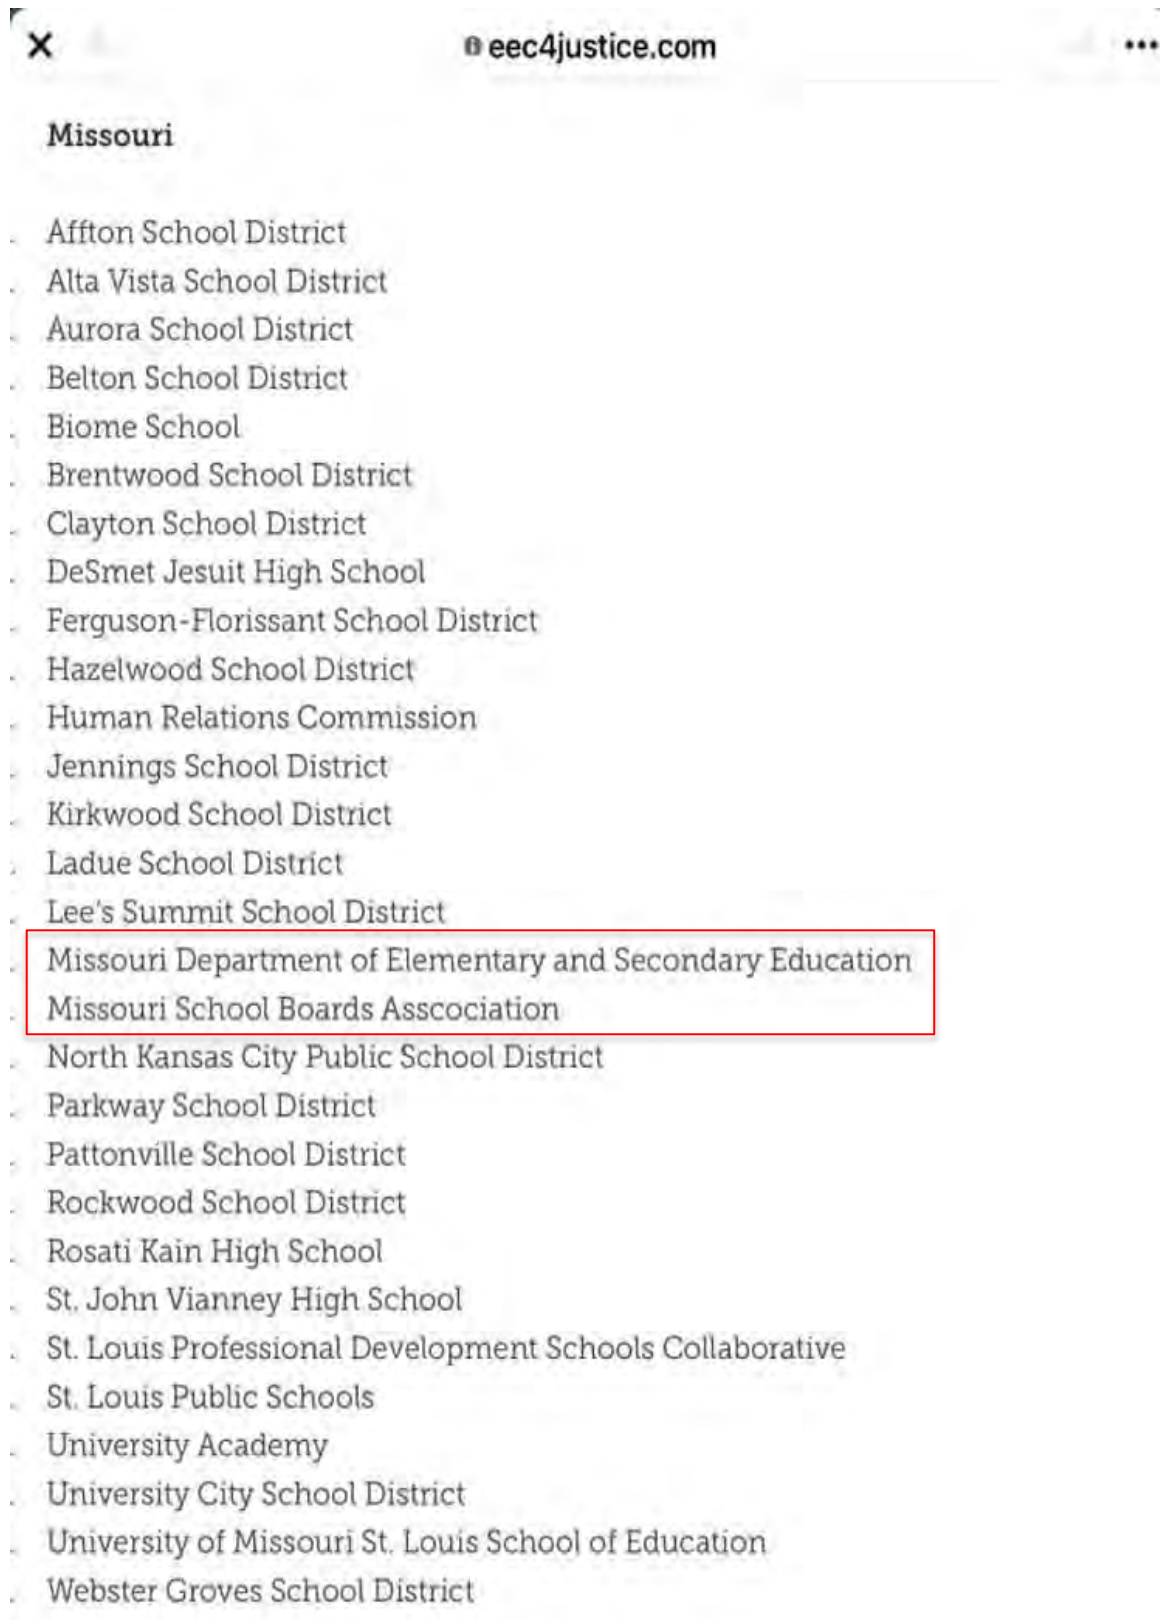 eec4justice.com
Missouri
Affton School District
Alta Vista School District
Aurora School District
Belton School District
Biome School
Brentwood School District
Clayton School District
DeSmet Jesuit High School
Ferguson-Florissant School District
Hazelwood School District
Human Relations Commission
Jennings School District
Kirkwood School District
Ladue School District
Lee's Summit School District
Missouri Department of Elementary and Secondary Education
Missouri School Boards Asscociation
North Kansas City Public School District
Parkway School District
Pattonville School District
Rockwood School District
Rosati Kain High School
St. John Vianney High School
St. Louis Professional Development Schools Collaborative
St. Louis Public Schools
University Academy
University City School District
University of Missouri St. Louis School of Education
Webster Groves School District